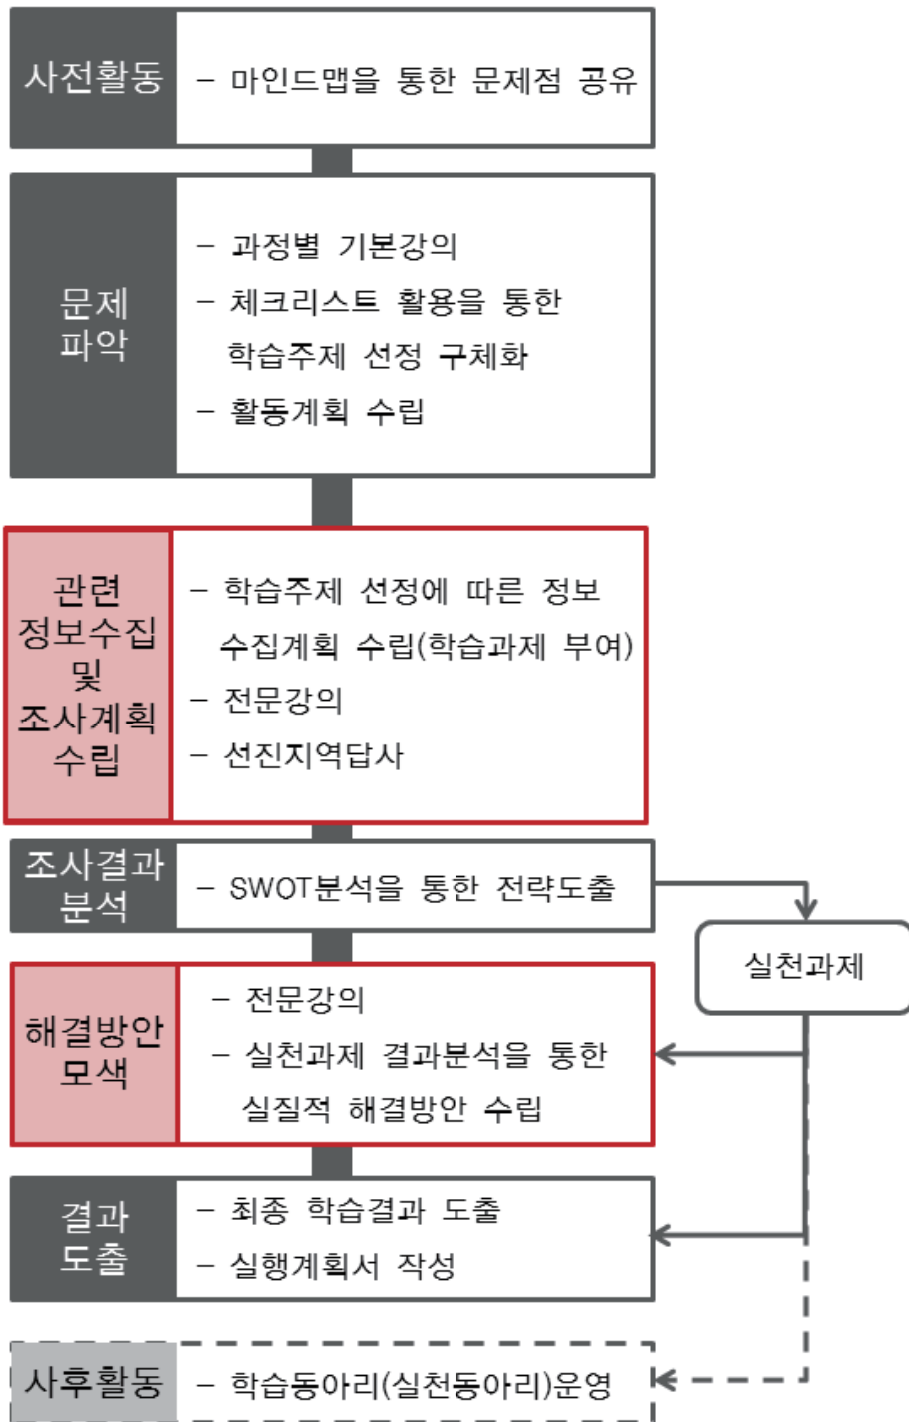 사전활동
- 마인드맵을 통한 문제점 공유
문제
파악
- 과정별 기본강의
- 체크리스트 활용을 통한
학습주제 선정 구체화
- 활동계획 수립
관련
정보수집
및
조사계획
수립
- 학습주제 선정에 따른 정보
수집계획 수립(학습과제 부여)
- 전문강의
- 선진지역답사
조사결과
분석
- SWOT분석을 통한 전략도출
실천과제
해결방안
모색
- 전문강의
- 실천과제 결과분석을 통한
실질적 해결방안 수립
결과
도출
- 최종 학습결과 도출
- 실행계획서 작성
사후활동
- 학습동아리(실천동아리)운영